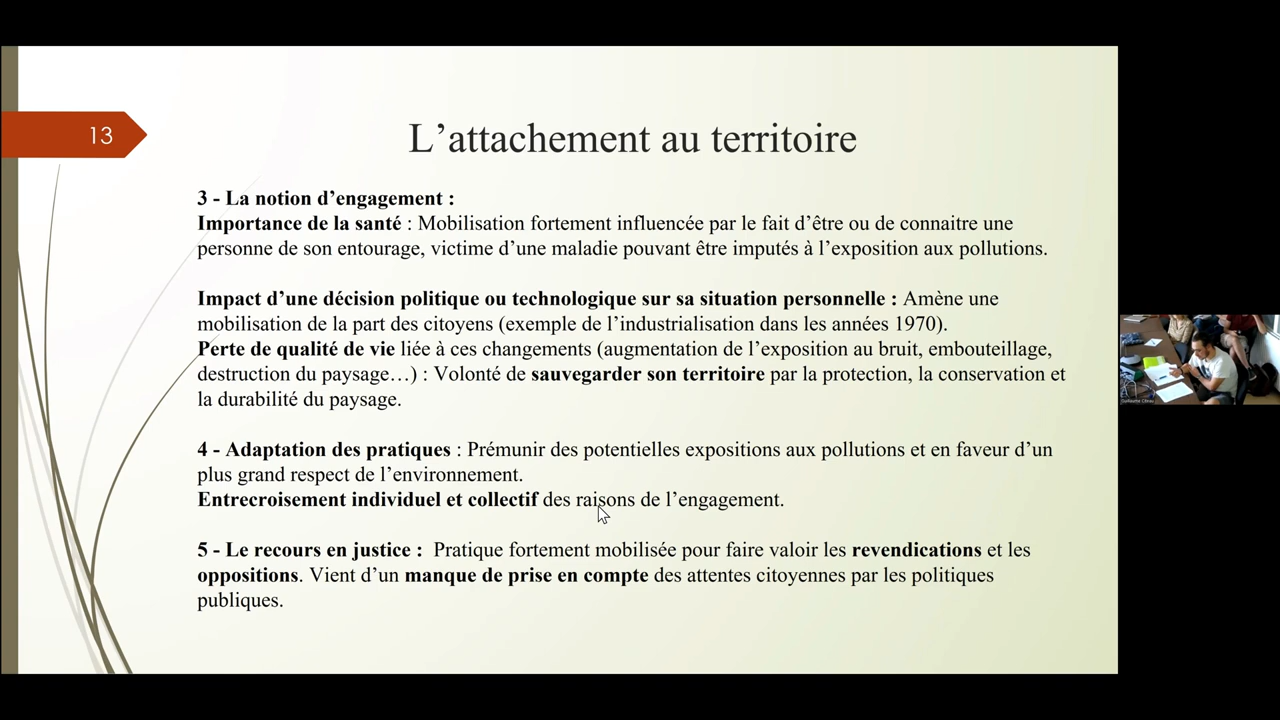 13
L’attachement au territoire
3 - La notion d’engagement :
Importance de la santé : Mobilisation fortement influencée par le fait d’être ou de connaitre une
personne de son entourage, victime d’une maladie pouvant être imputés à l’exposition aux pollutions.
Impact d’une décision politique ou technologique sur sa situation personnelle : Amène une
mobilisation de la part des citoyens (exemple de l’industrialisation dans les années 1970).
Perte de qualité de vie liée à ces changements (augmentation de l’exposition au bruit, embouteillage,
destruction du paysage…) : Volonté de sauvegarder son territoire par la protection, la conservation et
la durabilité du paysage.
4 - Adaptation des pratiques : Prémunir des potentielles expositions aux pollutions et en faveur d’un
plus grand respect de l’environnement.
Entrecroisement individuel et collectif des raisons de l’engagement.
5 - Le recours en justice : Pratique fortement mobilisée pour faire valoir les revendications et les
oppositions. Vient d’un manque de prise en compte des attentes citoyennes par les politiques
publiques.